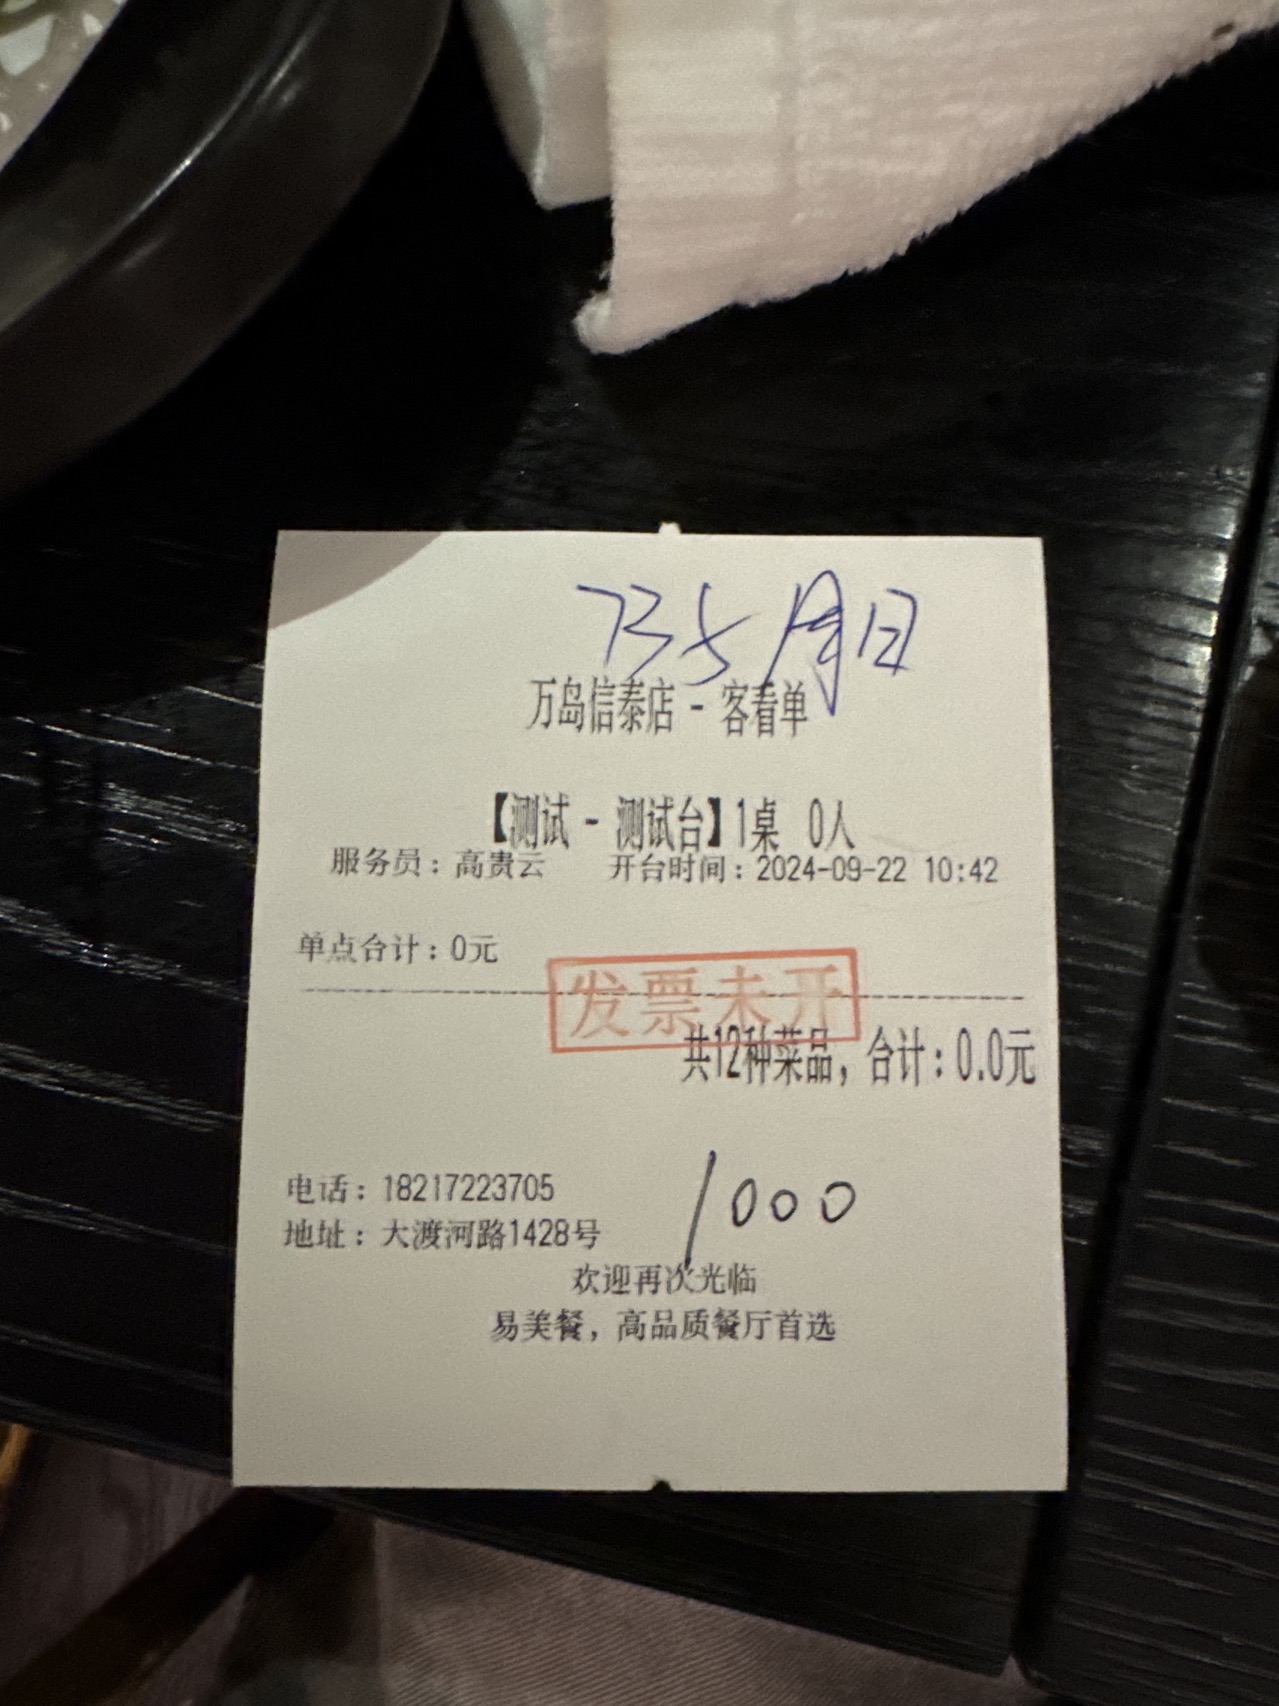 万岛信泰店 - 客看单
【测试 - 测试台】1桌 0人
服务员：高贵云 开台时间：2024-09-22 10:42
单点合计：0元
发票未开
共12种菜品，合计：0.0元
1000
电话：18217223705
地址：大渡河路1428号
欢迎再次光临
易美餐，高品质餐厅首选